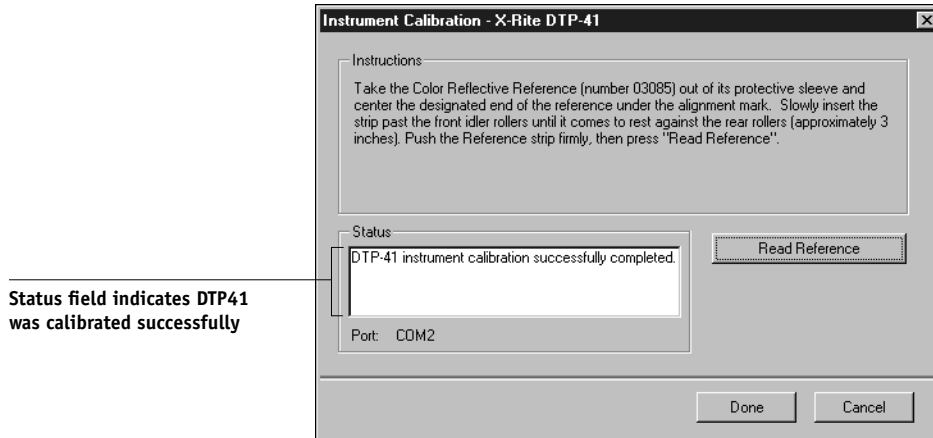 Instrument Calibration - X-Rite DTP-41
Instructions
Take the Color Reflective Reference (number 03085) out of its protective sleeve and
center the designated end of the reference under the alignment mark.  Slowly insert the
strip past the front idler rollers until it comes to rest against the rear rollers (approximately 3
inches). Push the Reference strip firmly, then press "Read Reference".
Status
DTP-41 instrument calibration successfully completed.
Read Reference
Status field indicates DTP41
was calibrated successfully
Port: COM2
Done
Cancel